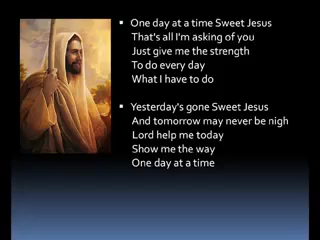 ▪ One day at a time Sweet Jesus
That's all I'm asking of you
Just give me the strength
To do every day
What I have to do
▪ Yesterday's gone Sweet Jesus
And tomorrow may never be nigh
Lord help me today
Show me the way
One day at a time